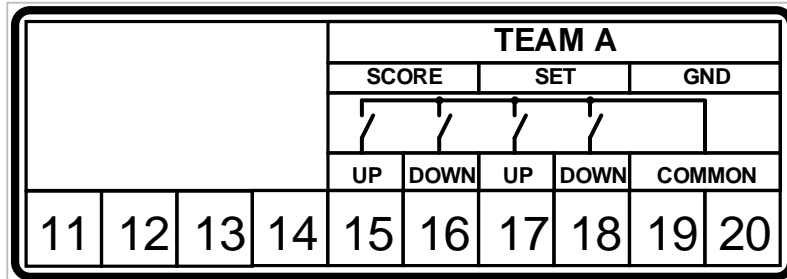 TEAM A
SCORE SET GND
UP DOWN UP DOWN COMMON
11 12 13 14 15 16 17 18 19 20